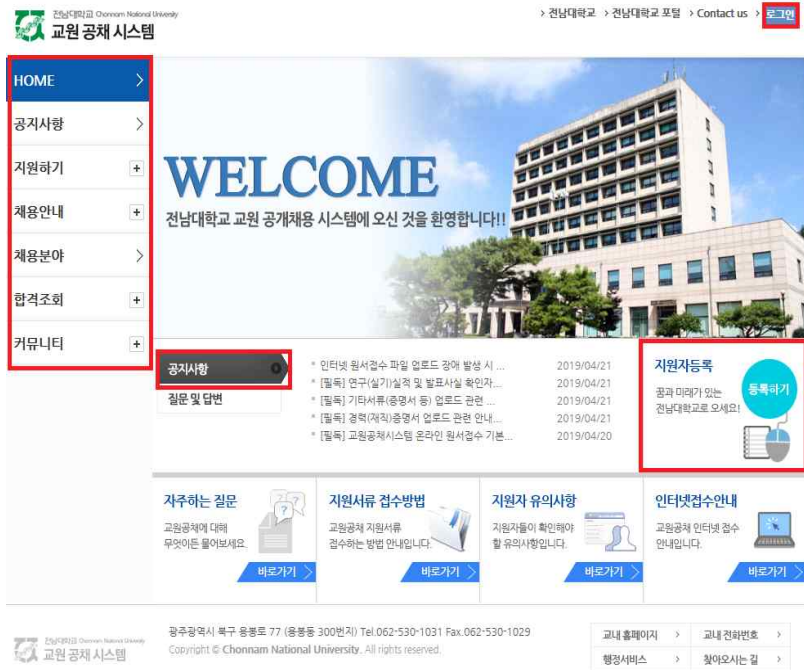 전남대학교 Chonnam National University
교원 공채 시스템
> 전남대학교 > 전남대학교 포털 > Contact us > 로그인
HOME
공지사항
지원하기
채용안내
채용분야
합격조회
커뮤니티
WELCOME
전남대학교 교원 공개채용 시스템에 오신 것을 환영합니다!!
공지사항
질문 및 답변
* 인터넷 원서접수 파일 업로드 장애 발생 시 ... 2019/04/21
* [필독] 연구(실기)실적 및 발표사실 확인자... 2019/04/21
* [필독] 기타서류(증명서 등) 업로드 관련 ... 2019/04/21
* [필독] 경력(재직)증명서 업로드 관련 안내... 2019/04/21
* [필독] 교원공채시스템 온라인 원서접수 기본... 2019/04/20
지원자등록
꿈과 미래가 있는
전남대학교로 오세요!
등록하기
자주하는 질문
교원공채에 대해
무엇이든 물어보세요.
바로가기
지원서류 접수방법
교원공채 지원서류
접수하는 방법 안내입니다.
바로가기
지원자 유의사항
지원자들이 확인해야
할 유의사항입니다.
바로가기
인터넷접수안내
교원공채 인터넷 접수
안내입니다.
바로가기
전남대학교 Chonnam National University
교원 공채 시스템
광주광역시 북구 용봉로 77 (용봉동 300번지) Tel.062-530-1031 Fax.062-530-1029
Copyright © Chonnam National University. All rights reserved.
교내 홈페이지 > 교내 전화번호 >
행정서비스 > 찾아오시는 길 >